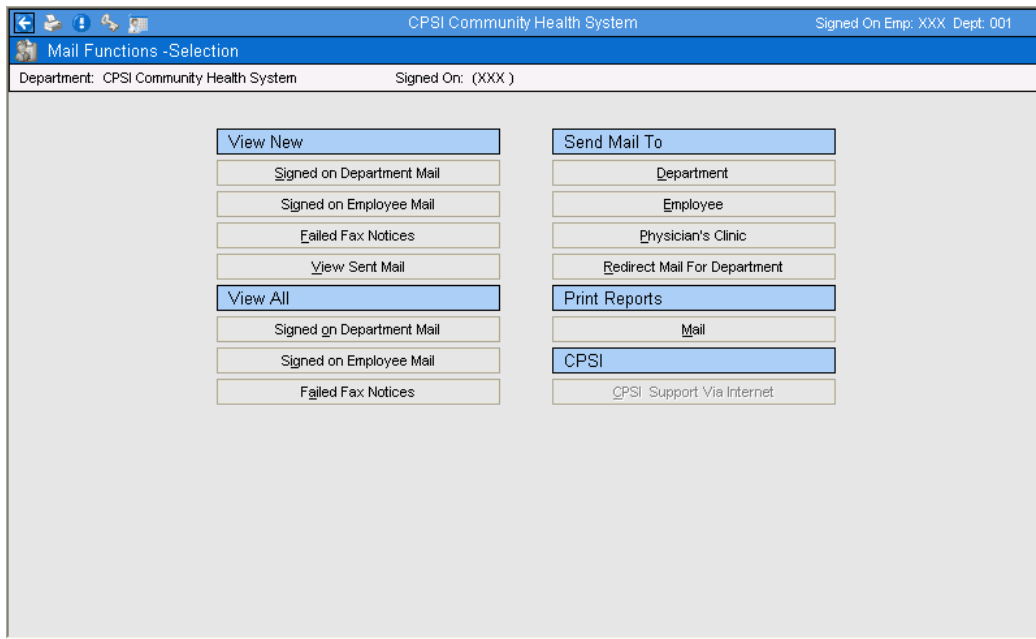 CPSI Community Health System
Signed On Emp: XXX Dept: 001
Mail Functions -Selection
Department: CPSI Community Health System
Signed On: (XXX )
View New
Signed on Department Mail
Signed on Employee Mail
Failed Fax Notices
View Sent Mail
View All
Signed on Department Mail
Signed on Employee Mail
Failed Fax Notices
Send Mail To
Department
Employee
Physician's Clinic
Redirect Mail For Department
Print Reports
Mail
CPSI
CPSI Support Via Internet